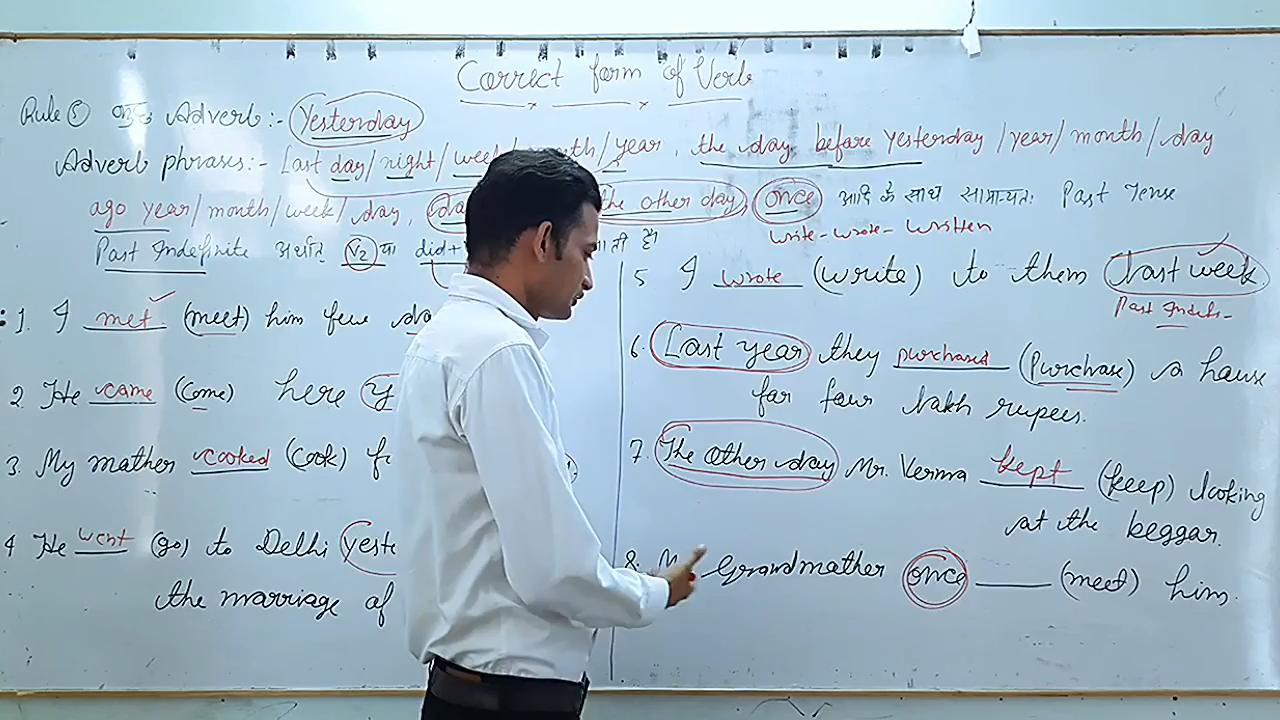 Correct form of Verb
Rule 5 कुछ Adverb :- Yesterday
Adverb phrases :- Last day/night/week/month/year, the day before yesterday/year/month/day
ago year/month/week/day, the other day, once आदि के साथ सामान्यतः Past Tense
write - wrote - written
Past Indefinite अर्थात V2 या did+
1. I met (meet) him few
2. He came (Come) here
3. My mother cooked (Cook)
4 He went (go) to Delhi
the marriage of
5 I wrote (write) to them last week
Past Indefi-
6. Last year they purchased (Purchase) a house
for four lakh rupees.
7. The other day Mr. Verma kept (keep) looking
at the beggar.
8. Grandmother once ____ (meet) him.